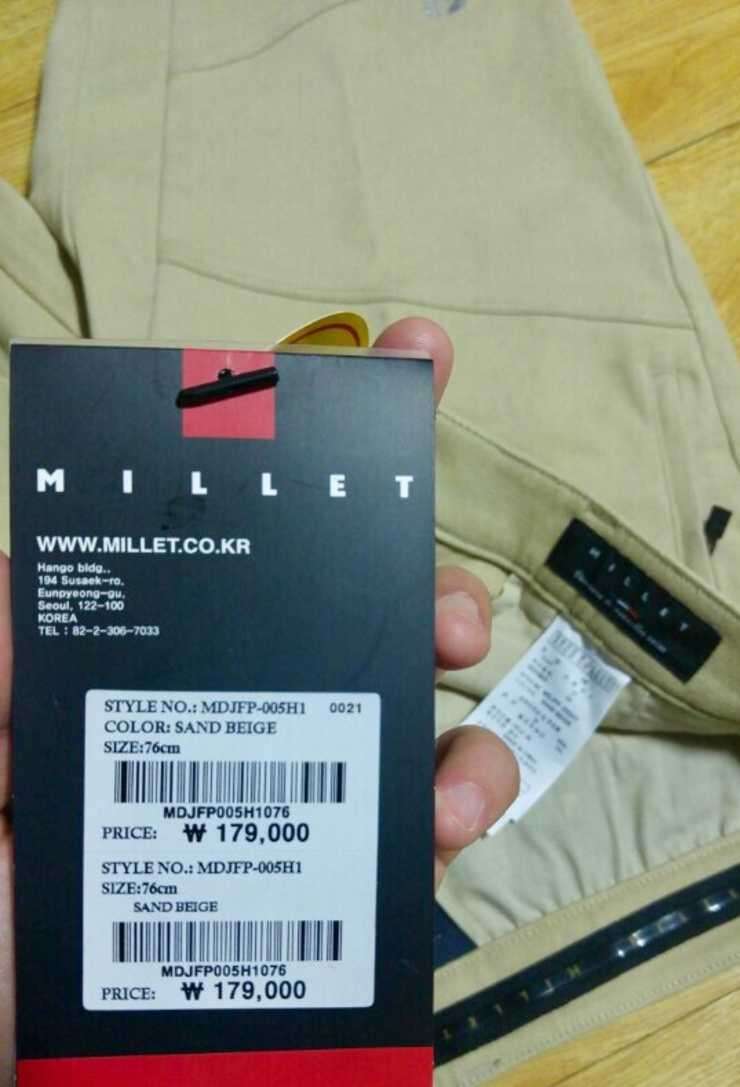 MILLET
WWW.MILLET.CO.KR
Hango bldg.,
194 Susaek-ro,
Eunpyeong-gu,
Seoul, 122-100
KOREA
TEL : 82-2-306-7033
STYLE NO.: MDJFP-005H1 0021
COLOR: SAND BEIGE
SIZE:76cm
MDJFP005H1076
PRICE: ₩ 179,000
STYLE NO.: MDJFP-005H1
SIZE:76cm
SAND BEIGE
MDJFP005H1076
PRICE: ₩ 179,000
MILLET
MILLET